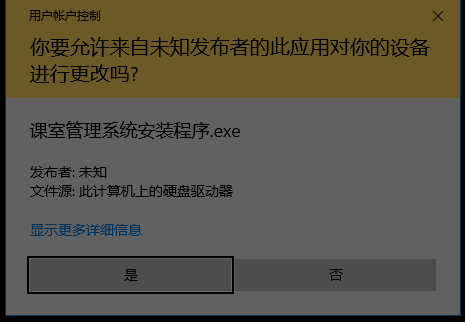 用户帐户控制
你要允许来自未知发布者的此应用对你的设备
进行更改吗?
课室管理系统安装程序.exe
发布者: 未知
文件源: 此计算机上的硬盘驱动器
显示更多详细信息
是
否